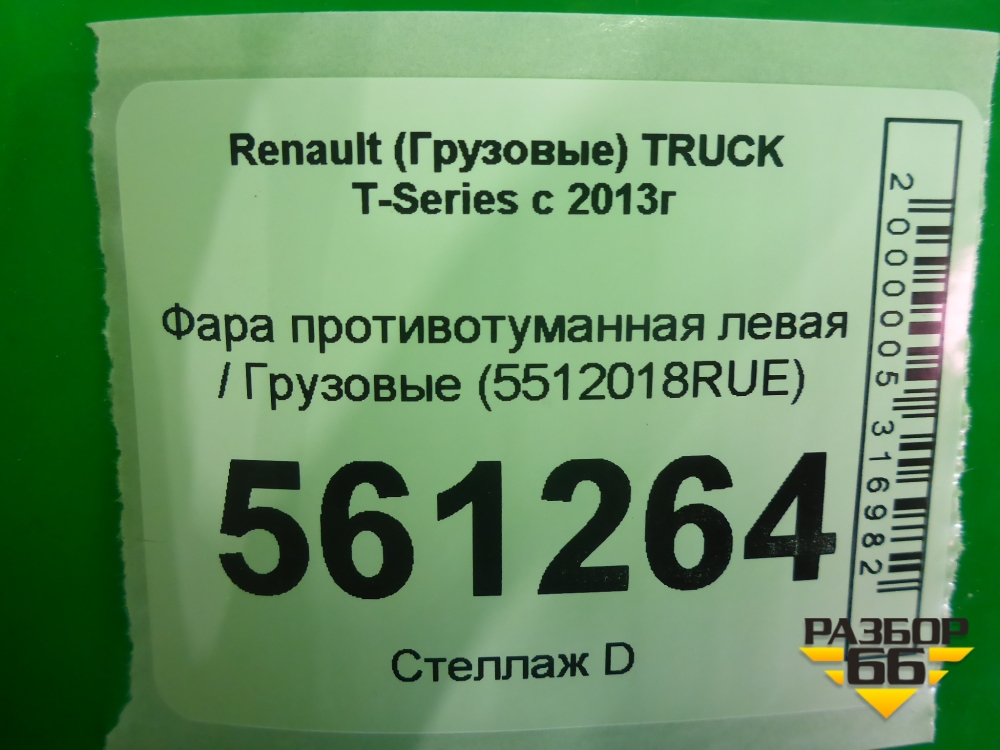 Renault (Грузовые) TRUCK
T-Series с 2013г
Фара противотуманная левая
/ Грузовые (5512018RUE)
561264
Стеллаж D
2000005316982
РАЗБОР
66